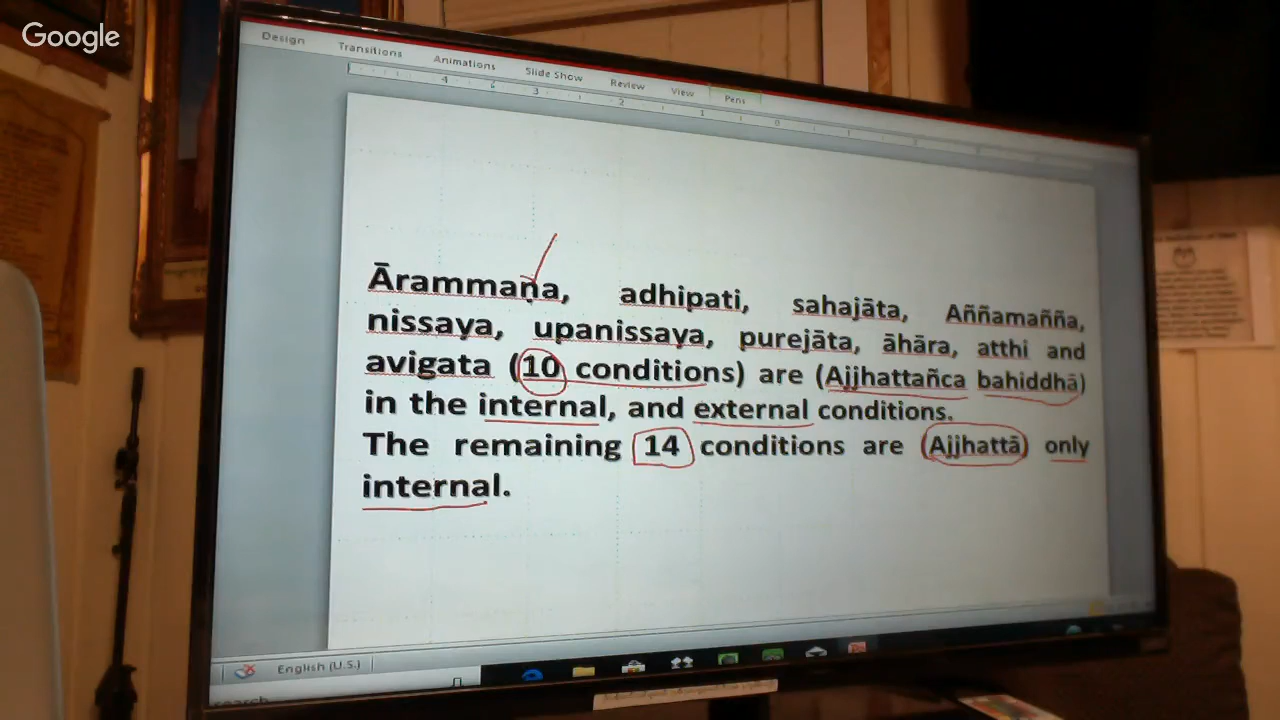 Google
Design Transitions Animations Slide Show Review View Pens
Ārammaṇa, adhipati, sahajāta, Aññamañña,
nissaya, upanissaya, purejāta, āhāra, atthi and
avigata (10 conditions) are (Ajjhattañca bahiddhā)
in the internal, and external conditions.
The remaining 14 conditions are (Ajjhattā) only
internal.
English (U.S.)
search